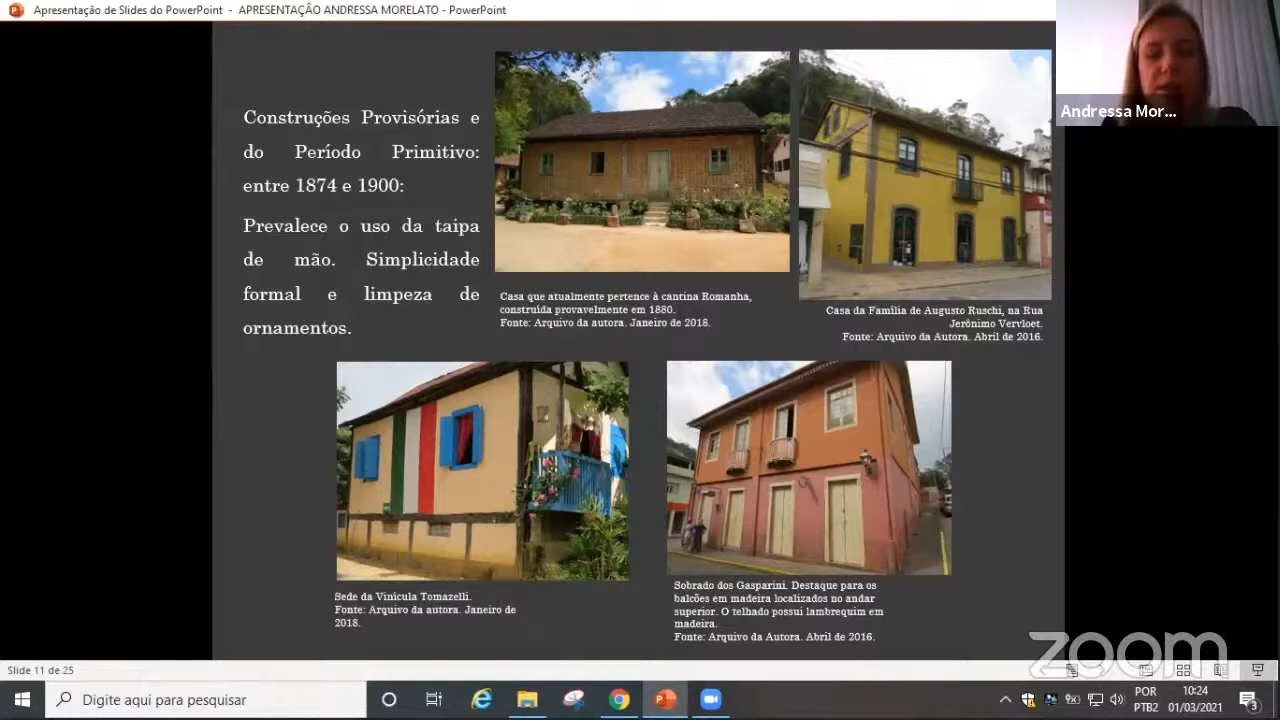 Apresentação de Slides do PowerPoint - APRESENTAÇÃO ANDRESSA MORELATO - PowerPoint
Andressa Mor...
Construções Provisórias e
do Período Primitivo:
entre 1874 e 1900:
Prevalece o uso da taipa
de mão. Simplicidade
formal e limpeza de
ornamentos.
Casa que atualmente pertence à cantina Romanha,
construída provavelmente em 1880.
Fonte: Arquivo da autora. Janeiro de 2018.
Casa da Família de Augusto Ruschi, na Rua
Jerônimo Vervloet.
Fonte: Arquivo da Autora. Abril de 2016.
Sede da Vinícula Tomazelli.
Fonte: Arquivo da autora. Janeiro de
2018.
Sobrado dos Gasparini. Destaque para os
balcões em madeira localizados no andar
superior. O telhado possui lambrequim em
madeira.
Fonte: Arquivo da Autora. Abril de 2016.
zoom
Slide 11 de 25
Digite aqui para pesquisar
POR
PTB2
10:24
01/03/2021
3